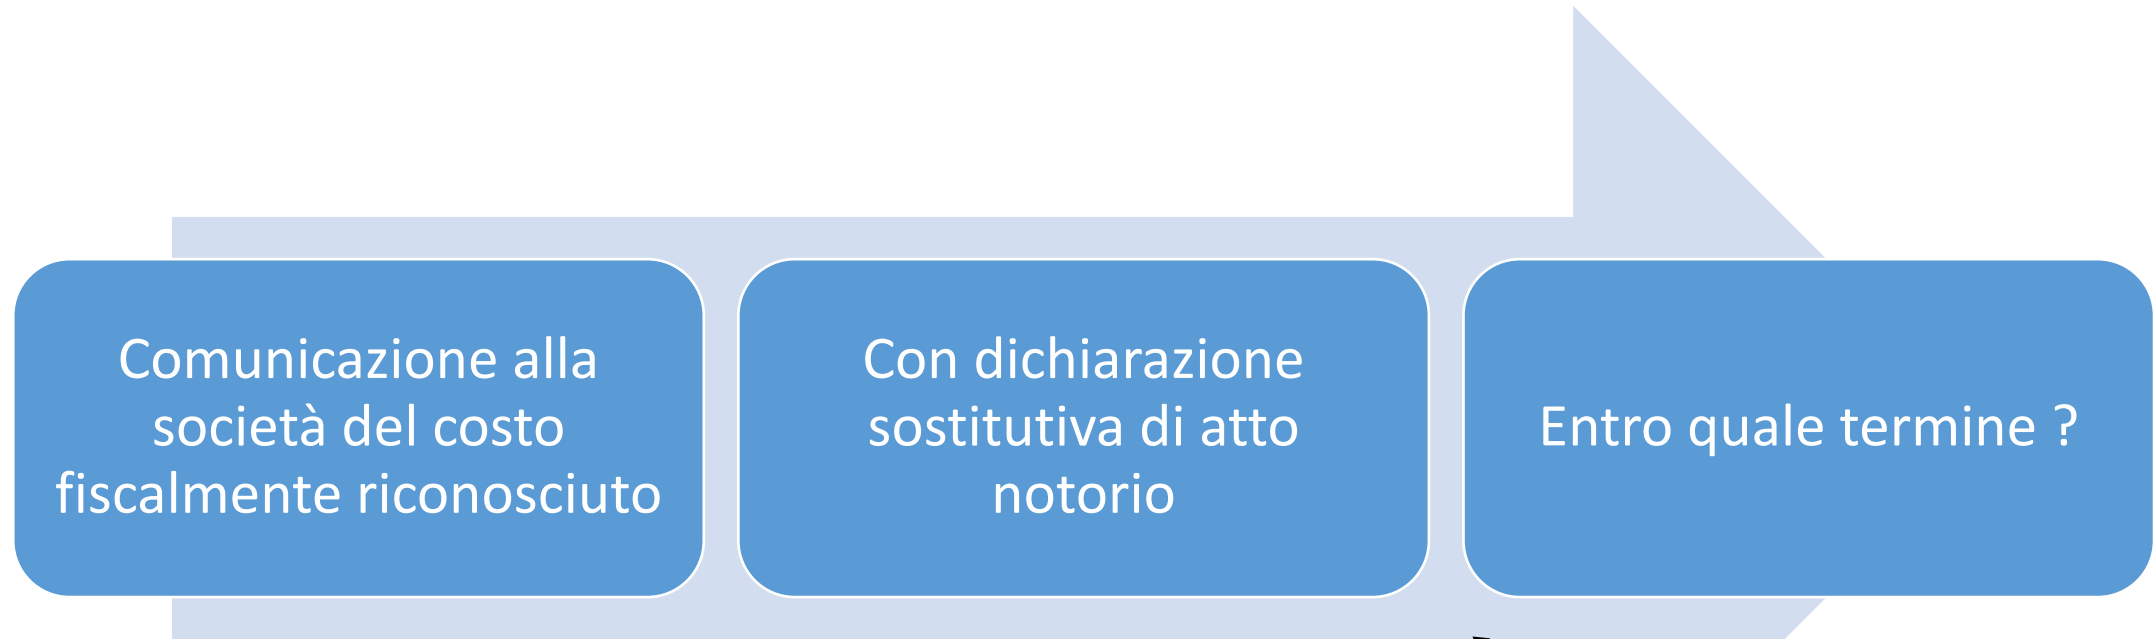 Comunicazione alla
società del costo
fiscalmente riconosciuto
Con dichiarazione
sostitutiva di atto
notorio
Entro quale termine ?